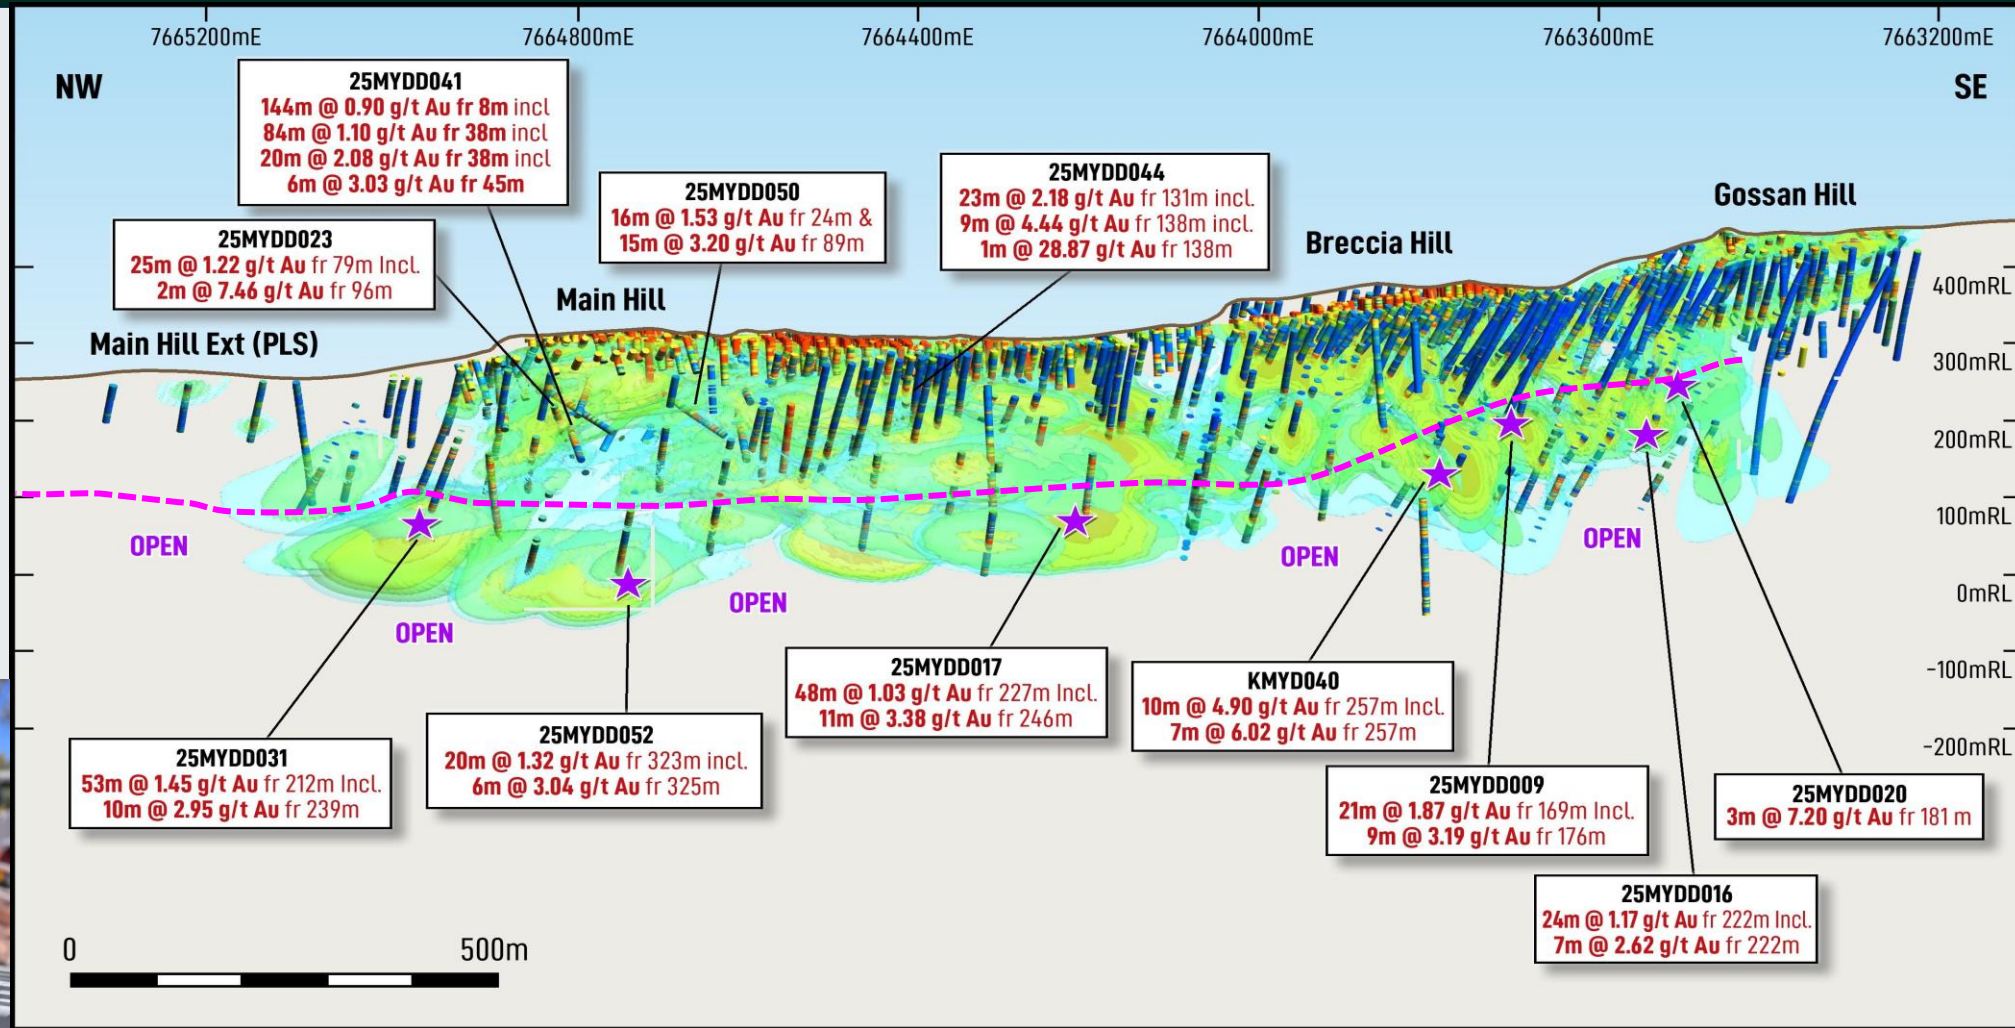 7665200mE
7664800mE
7664400mE
7664000mE
7663600mE
7663200mE
NW
SE
25MYDD041
144m @ 0.90 g/t Au fr 8m incl
84m @ 1.10 g/t Au fr 38m incl
20m @ 2.08 g/t Au fr 38m incl
6m @ 3.03 g/t Au fr 45m
25MYDD050
16m @ 1.53 g/t Au fr 24m &
15m @ 3.20 g/t Au fr 89m
25MYDD044
23m @ 2.18 g/t Au fr 131m incl.
9m @ 4.44 g/t Au fr 138m incl.
1m @ 28.87 g/t Au fr 138m
Gossan Hill
Breccia Hill
25MYDD023
25m @ 1.22 g/t Au fr 79m Incl.
2m @ 7.46 g/t Au fr 96m
Main Hill
Main Hill Ext (PLS)
400mRL
300mRL
200mRL
100mRL
0mRL
-100mRL
-200mRL
OPEN
OPEN
OPEN
OPEN
OPEN
25MYDD031
53m @ 1.45 g/t Au fr 212m Incl.
10m @ 2.95 g/t Au fr 239m
25MYDD052
20m @ 1.32 g/t Au fr 323m incl.
6m @ 3.04 g/t Au fr 325m
25MYDD017
48m @ 1.03 g/t Au fr 227m Incl.
11m @ 3.38 g/t Au fr 246m
KMYD040
10m @ 4.90 g/t Au fr 257m Incl.
7m @ 6.02 g/t Au fr 257m
25MYDD009
21m @ 1.87 g/t Au fr 169m Incl.
9m @ 3.19 g/t Au fr 176m
25MYDD020
3m @ 7.20 g/t Au fr 181 m
25MYDD016
24m @ 1.17 g/t Au fr 222m Incl.
7m @ 2.62 g/t Au fr 222m
0
500m